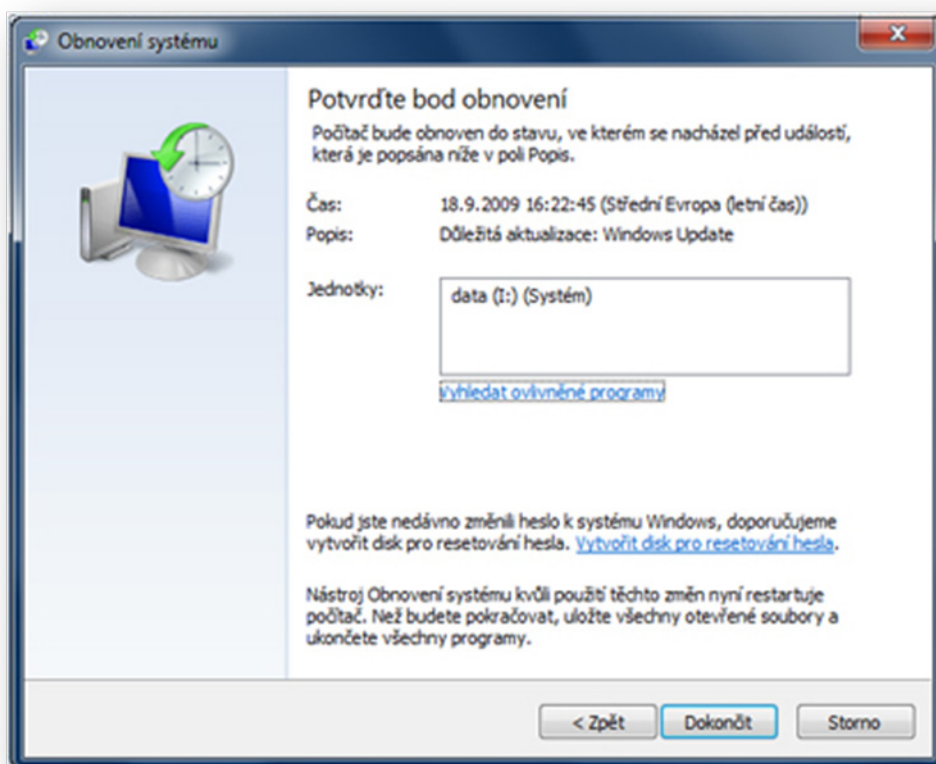 Obnovení systému
Potvrďte bod obnovení
Počítač bude obnoven do stavu, ve kterém se nacházel před událostí,
která je popsána níže v poli Popis.
Čas: 18.9.2009 16:22:45 (Střední Evropa (letní čas))
Popis: Důležitá aktualizace: Windows Update
Jednotky: data (I:) (Systém)
Vyhledat ovlivněné programy
Pokud jste nedávno změnili heslo k systému Windows, doporučujeme
vytvořit disk pro resetování hesla. Vytvořit disk pro resetování hesla.
Nástroj Obnovení systému kvůli použití těchto změn nyní restartuje
počítač. Než budete pokračovat, uložte všechny otevřené soubory a
ukončete všechny programy.
< Zpět Dokončit Storno